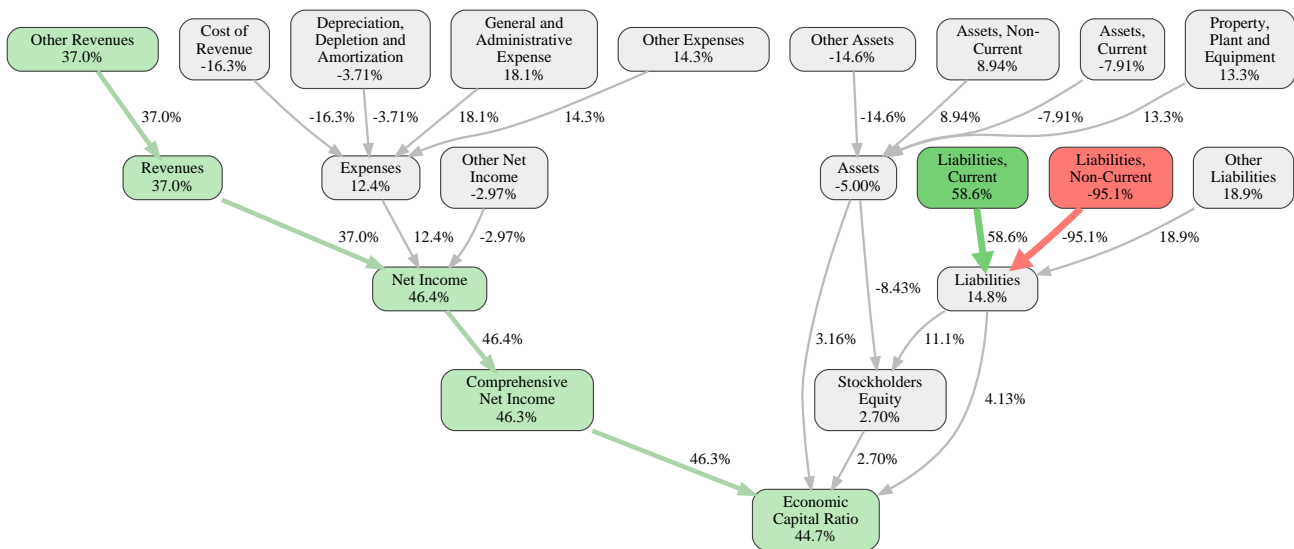 Other Revenues
37.0%
Cost of
Revenue
-16.3%
Depreciation,
Depletion and
Amortization
-3.71%
General and
Administrative
Expense
18.1%
Other Expenses
14.3%
Other Assets
-14.6%
Assets, Non-
Current
8.94%
Assets,
Current
-7.91%
Property,
Plant and
Equipment
13.3%
37.0%
-16.3%
-3.71%
18.1%
14.3%
-14.6%
8.94%
-7.91%
13.3%
Revenues
37.0%
Expenses
12.4%
Other Net
Income
-2.97%
Assets
-5.00%
Liabilities,
Current
58.6%
Liabilities,
Non-Current
-95.1%
Other
Liabilities
18.9%
37.0%
12.4%
-2.97%
58.6%
-95.1%
18.9%
Net Income
46.4%
-8.43%
Liabilities
14.8%
46.4%
3.16%
11.1%
Comprehensive
Net Income
46.3%
Stockholders
Equity
2.70%
4.13%
46.3%
2.70%
Economic
Capital Ratio
44.7%